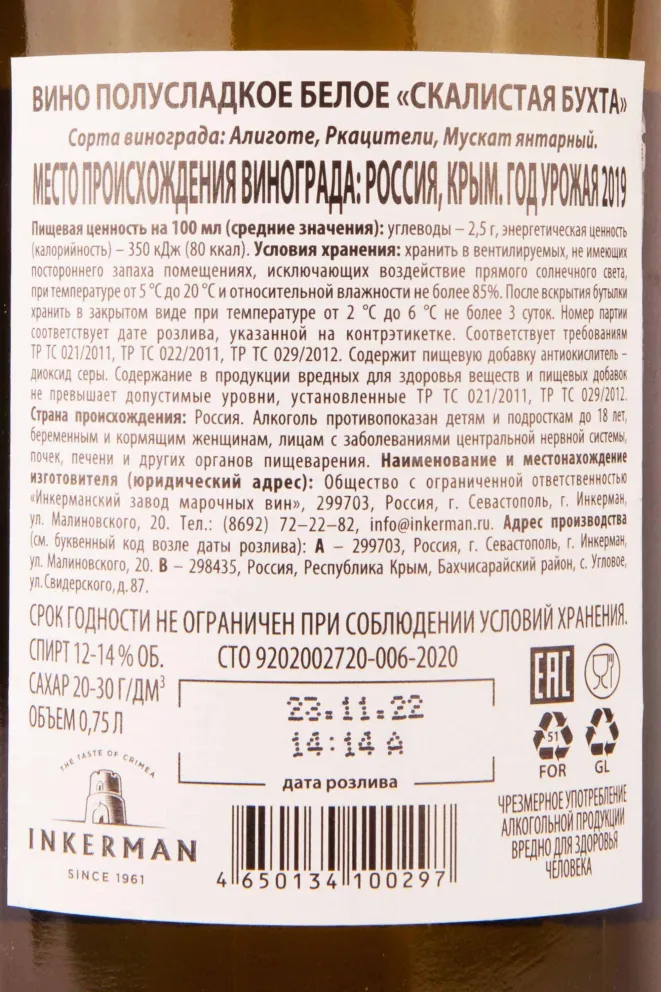 ВИНО ПОЛУСЛАДКОЕ БЕЛОЕ «СКАЛИСТАЯ БУХТА»
Сорта винограда: Алиготе, Ркацители, Мускат янтарный.
МЕСТО ПРОИСХОЖДЕНИЯ ВИНОГРАДА: РОССИЯ, КРЫМ. ГОД УРОЖАЯ 2019
Пищевая ценность на 100 мл (средние значения): углеводы – 2,5 г, энергетическая ценность
(калорийность) – 350 кДж (80 ккал). Условия хранения: хранить в вентилируемых, не имеющих
постороннего запаха помещениях, исключающих воздействие прямого солнечного света,
при температуре от 5 °С до 20 °С и относительной влажности не более 85%. После вскрытия бутылки
хранить в закрытом виде при температуре от 2 °С до 6 °С не более 3 суток. Номер партии
соответствует дате розлива, указанной на контрэтикетке. Соответствует требованиям
ТР ТС 021/2011, ТР ТС 022/2011, ТР ТС 029/2012. Содержит пищевую добавку антиокислитель –
диоксид серы. Содержание в продукции вредных для здоровья веществ и пищевых добавок
не превышает допустимые уровни, установленные ТР ТС 021/2011, ТР ТС 029/2012.
Страна происхождения: Россия. Алкоголь противопоказан детям и подросткам до 18 лет,
беременным и кормящим женщинам, лицам с заболеваниями центральной нервной системы,
почек, печени и других органов пищеварения. Наименование и местонахождение
изготовителя (юридический адрес): Общество с ограниченной ответственностью
«Инкерманский завод марочных вин», 299703, Россия, г. Севастополь, г. Инкерман,
ул. Малиновского, 20. Тел.: (8692) 72–22–82, info@inkerman.ru. Адрес производства
(см. буквенный код возле даты розлива): А – 299703, Россия, г. Севастополь, г. Инкерман,
ул. Малиновского, 20. В – 298435, Россия, Республика Крым, Бахчисарайский район, с. Угловое,
ул. Свидерского, д. 87.
СРОК ГОДНОСТИ НЕ ОГРАНИЧЕН ПРИ СОБЛЮДЕНИИ УСЛОВИЙ ХРАНЕНИЯ.
СПИРТ 12-14 % ОБ.
СТО 9202002720-006-2020
САХАР 20-30 Г/ДМ³
ОБЪЕМ 0,75 Л
23.11.22
14:14 А
дата розлива
EAC
51
FOR
GL
THE TASTE OF CRIMEA
INKERMAN
SINCE 1961
4 650134 100297
ЧРЕЗМЕРНОЕ УПОТРЕБЛЕНИЕ
АЛКОГОЛЬНОЙ ПРОДУКЦИИ
ВРЕДНО ДЛЯ ЗДОРОВЬЯ
ЧЕЛОВЕКА